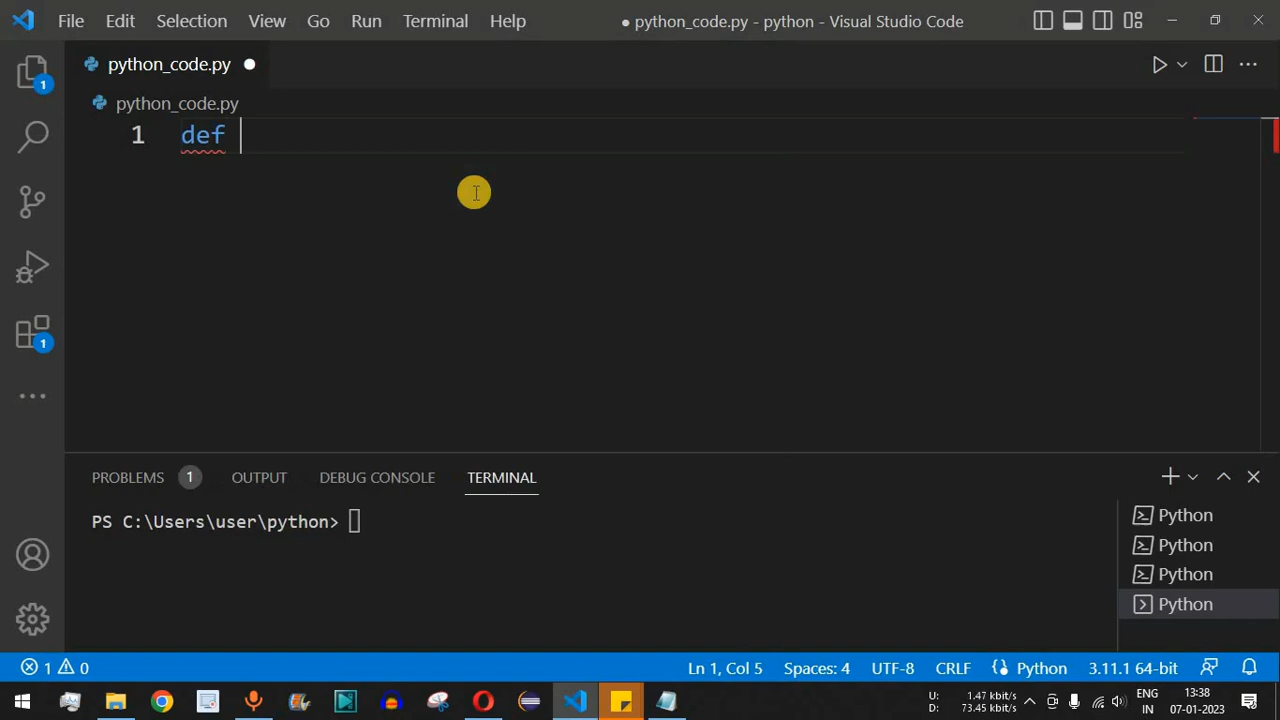 File Edit Selection View Go Run Terminal Help ● python_code.py - python - Visual Studio Code
python_code.py
python_code.py
1 def
1
1
PROBLEMS 1 OUTPUT DEBUG CONSOLE TERMINAL
PS C:\Users\user\python>
Python
Python
Python
Python
1 0 Ln 1, Col 5 Spaces: 4 UTF-8 CRLF Python 3.11.1 64-bit
U: 1.47 kbit/s
D: 73.45 kbit/s
ENG
IN
13:38
07-01-2023